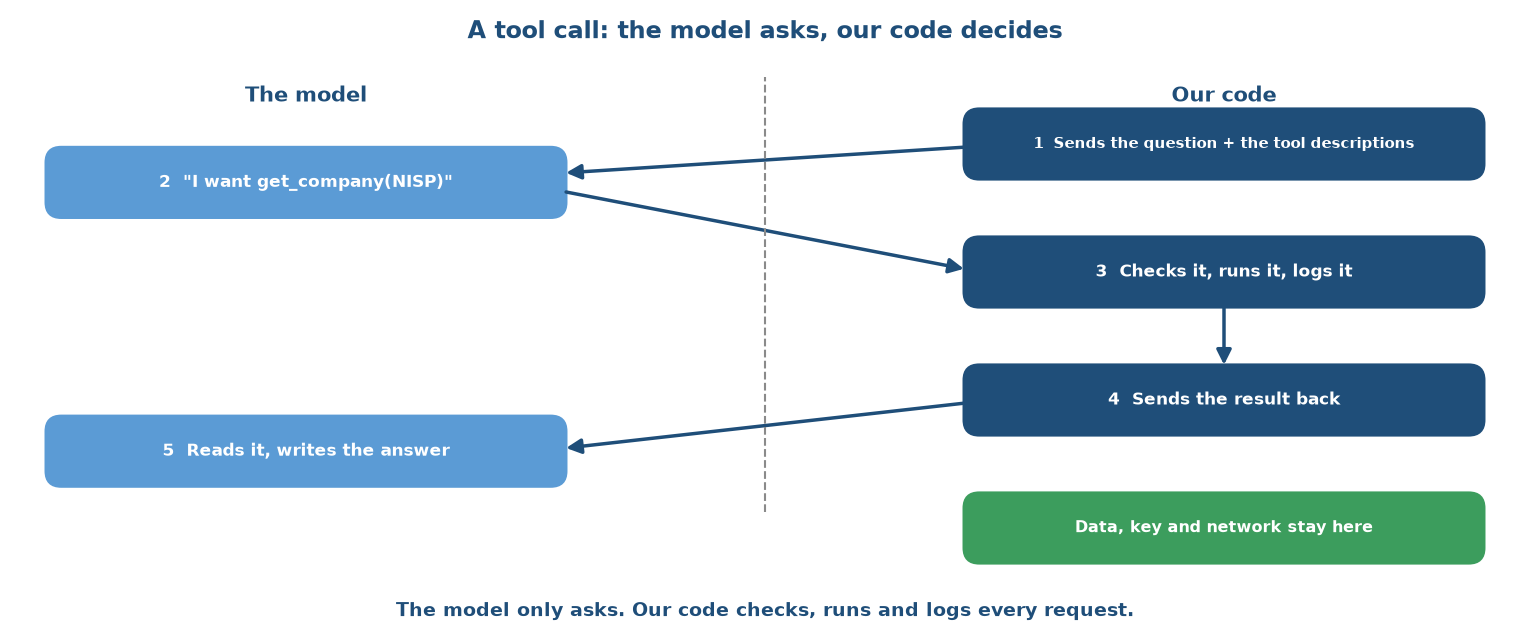 A tool call: the model asks, our code decides
The model
Our code
1  Sends the question + the tool descriptions
2  "I want get_company(NISP)"
3  Checks it, runs it, logs it
4  Sends the result back
5  Reads it, writes the answer
Data, key and network stay here
The model only asks. Our code checks, runs and logs every request.